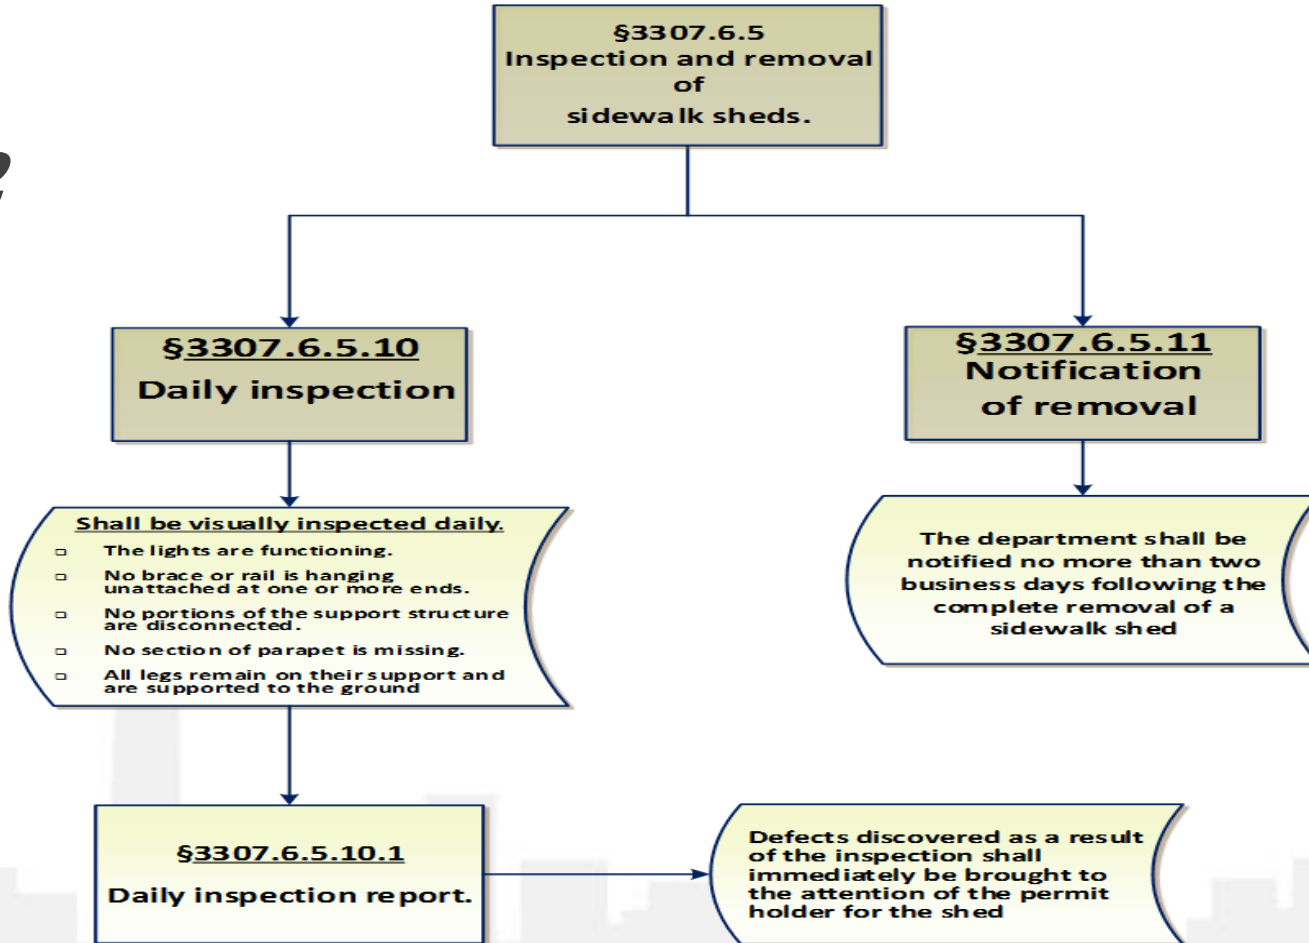 §3307.6.5
Inspection and removal
of
sidewalk sheds.
§3307.6.5.10
Daily inspection
§3307.6.5.11
Notification
of removal
Shall be visually inspected daily.
The lights are functioning.
No brace or rail is hanging
unattached at one or more ends.
No portions of the support structure
are disconnected.
No section of parapet is missing.
All legs remain on their support and
are supported to the ground
The department shall be
notified no more than two
business days following the
complete removal of a
sidewalk shed
§3307.6.5.10.1
Daily inspection report.
Defects discovered as a result
of the inspection shall
immediately be brought to
the attention of the permit
holder for the shed